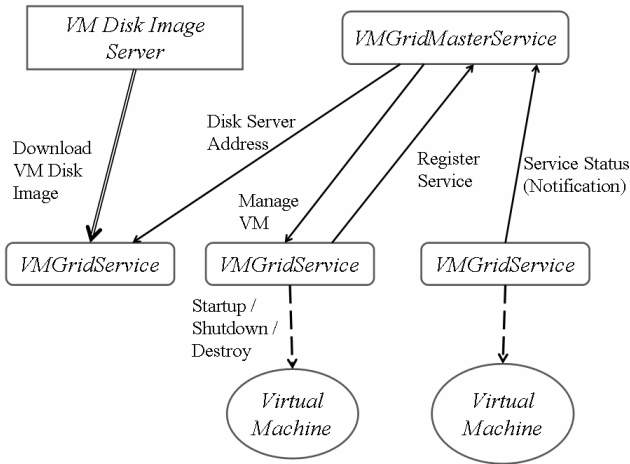 VM Disk Image
Server
VMGridMasterService
Disk Server
Address
Download
VM Disk
Image
Register
Service
Service Status
(Notification)
Manage
VM
VMGridService
VMGridService
VMGridService
Startup /
Shutdown /
Destroy
Virtual
Machine
Virtual
Machine